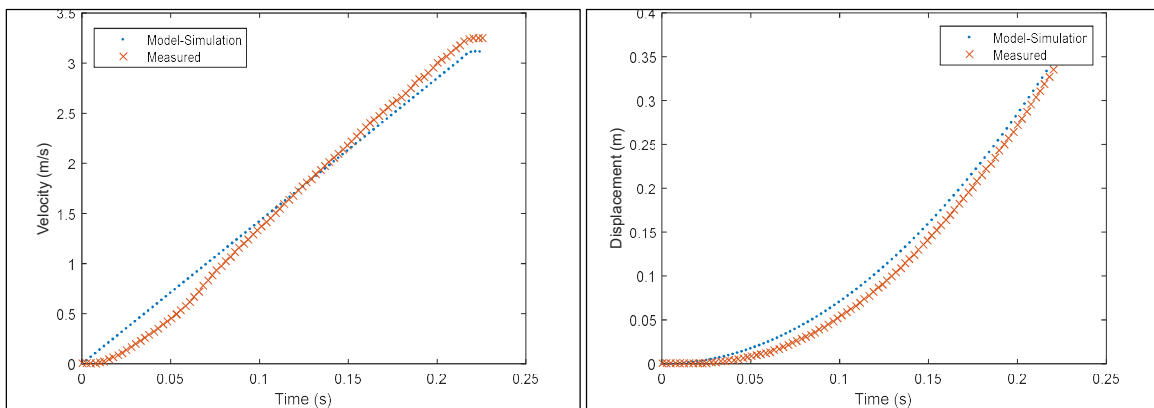 3.5
3
2.5
2
1.5
1
0.5
0
Velocity (m/s)
Model-Simulation
Measured
0 0.05 0.1 0.15 0.2 0.25
Time (s)
0.4
0.35
0.3
0.25
0.2
0.15
0.1
0.05
0
Displacement (m)
Model-Simulation
Measured
0 0.05 0.1 0.15 0.2 0.25
Time (s)